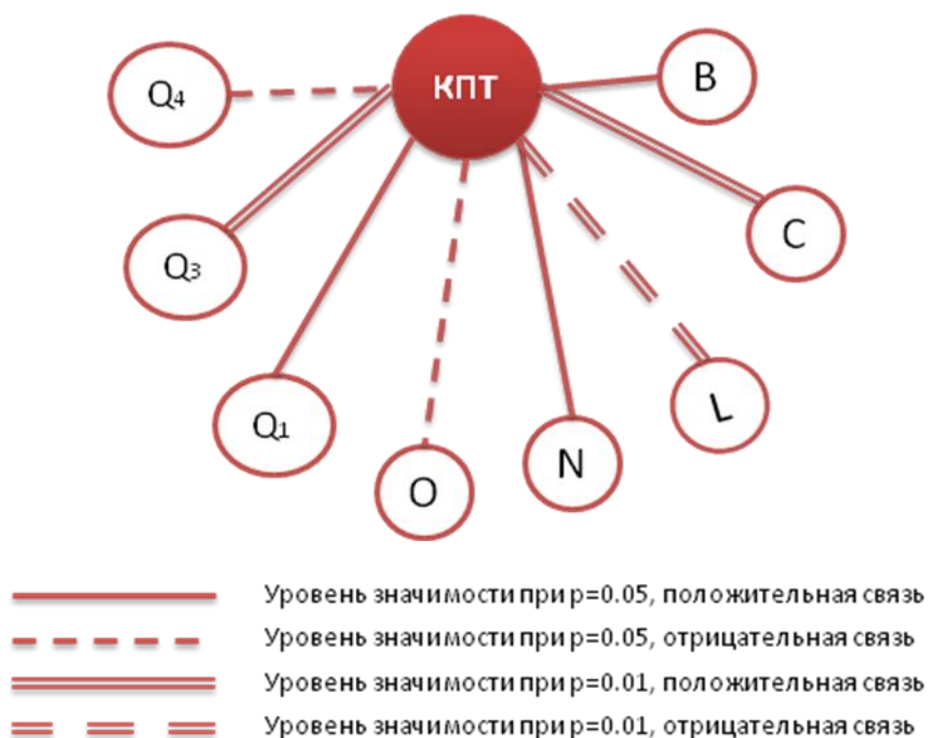 КПТ
B
Q4
C
Q3
L
Q1
N
O
Уровень значимости при p=0.05, положительная связь
Уровень значимости при p=0.05, отрицательная связь
Уровень значимости при p=0.01, положительная связь
Уровень значимости при p=0.01, отрицательная связь